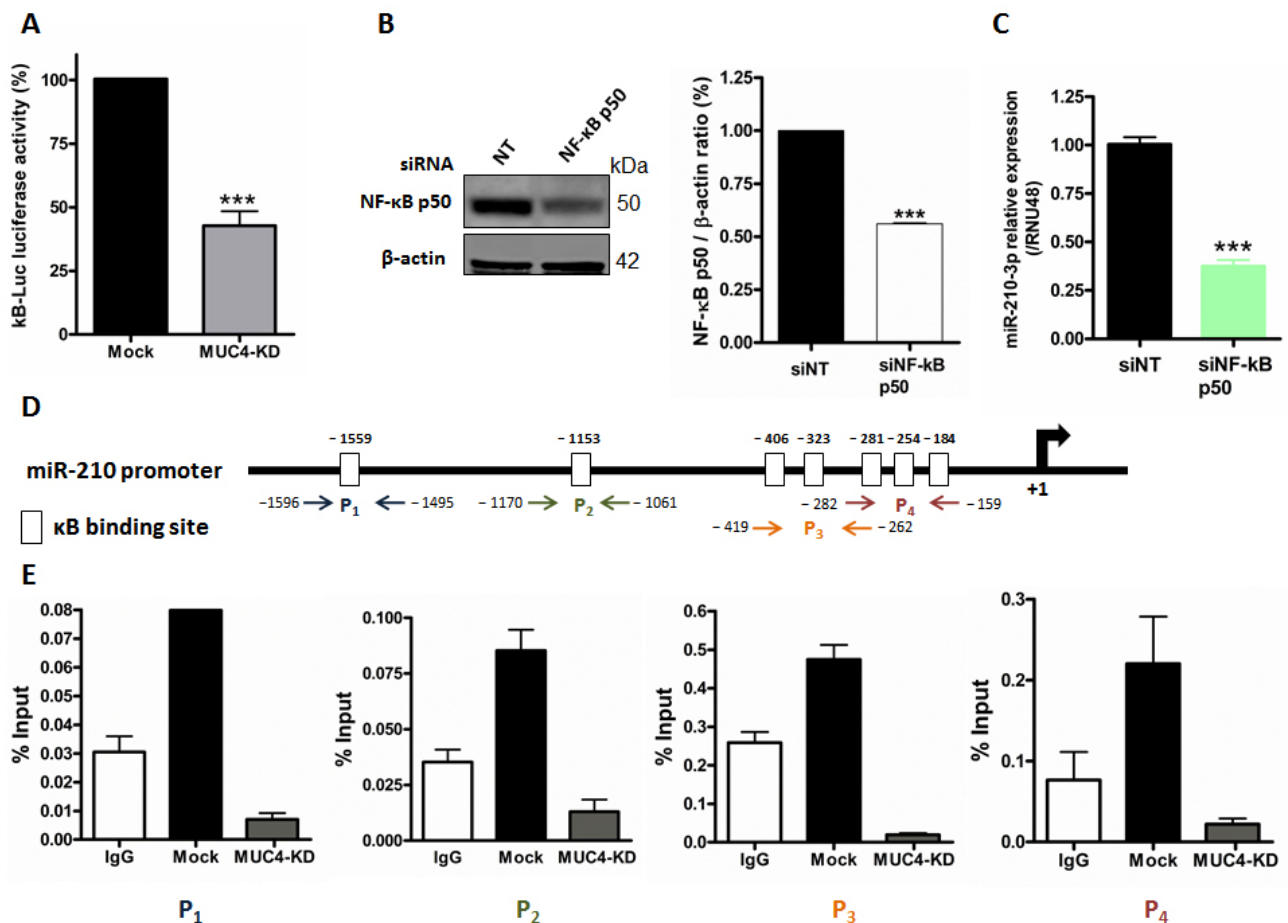 A
kB-Luc luciferase activity (%)
100
75
50
25
0
***
Mock
MUC4-KD
B
siRNA
NT
NF-κB p50
kDa
NF-κB p50
50
β-actin
42
NF-κB p50 / β-actin ratio (%)
1.25
1.00
0.75
0.50
0.25
0.00
***
siNT
siNF-kB
p50
C
miR-210-3p relative expression
(/RNU48)
1.25
1.00
0.75
0.50
0.25
0.00
***
siNT
siNF-kB
p50
D
− 1559
− 1153
− 406
− 323
− 281
− 254
− 184
miR-210 promoter
+1
− 1596
P1
− 1495
− 1170
P2
− 1061
− 282
P4
− 159
− 419
P3
− 262
κB binding site
E
% Input
0.08
0.07
0.06
0.05
0.04
0.03
0.02
0.01
0.00
IgG
Mock
MUC4-KD
P1
% Input
0.100
0.075
0.050
0.025
0.000
IgG
Mock
MUC4-KD
P2
% Input
0.6
0.5
0.4
0.3
0.2
0.1
0.0
IgG
Mock
MUC4-KD
P3
% Input
0.3
0.2
0.1
0.0
IgG
Mock
MUC4-KD
P4